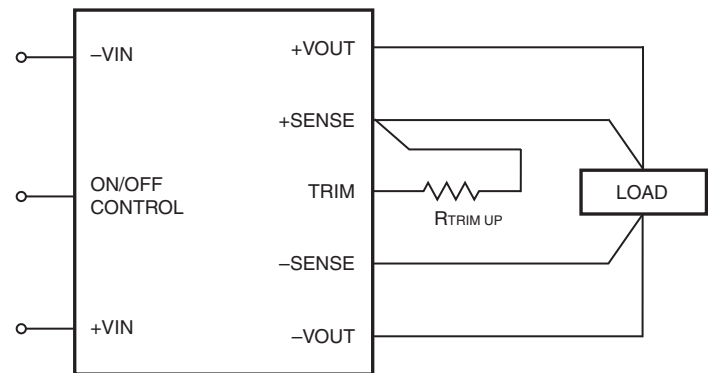 –VIN
+VOUT
+SENSE
ON/OFF
CONTROL
TRIM
RTRIM UP
LOAD
–SENSE
+VIN
–VOUT